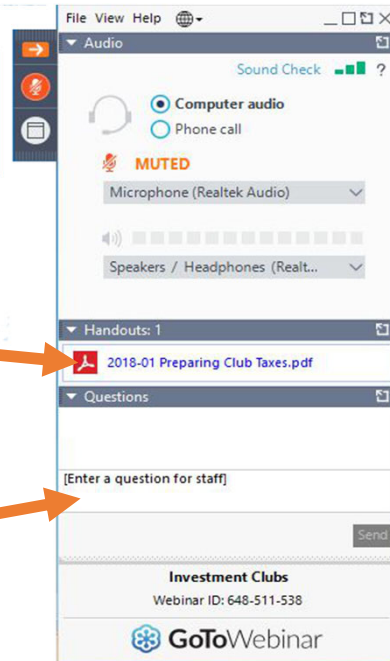 File View Help
Audio
Sound Check ?
Computer audio
Phone call
MUTED
Microphone (Realtek Audio)
Speakers / Headphones (Realt...
Handouts: 1
2018-01 Preparing Club Taxes.pdf
Questions
[Enter a question for staff]
Send
Investment Clubs
Webinar ID: 648-511-538
GoToWebinar